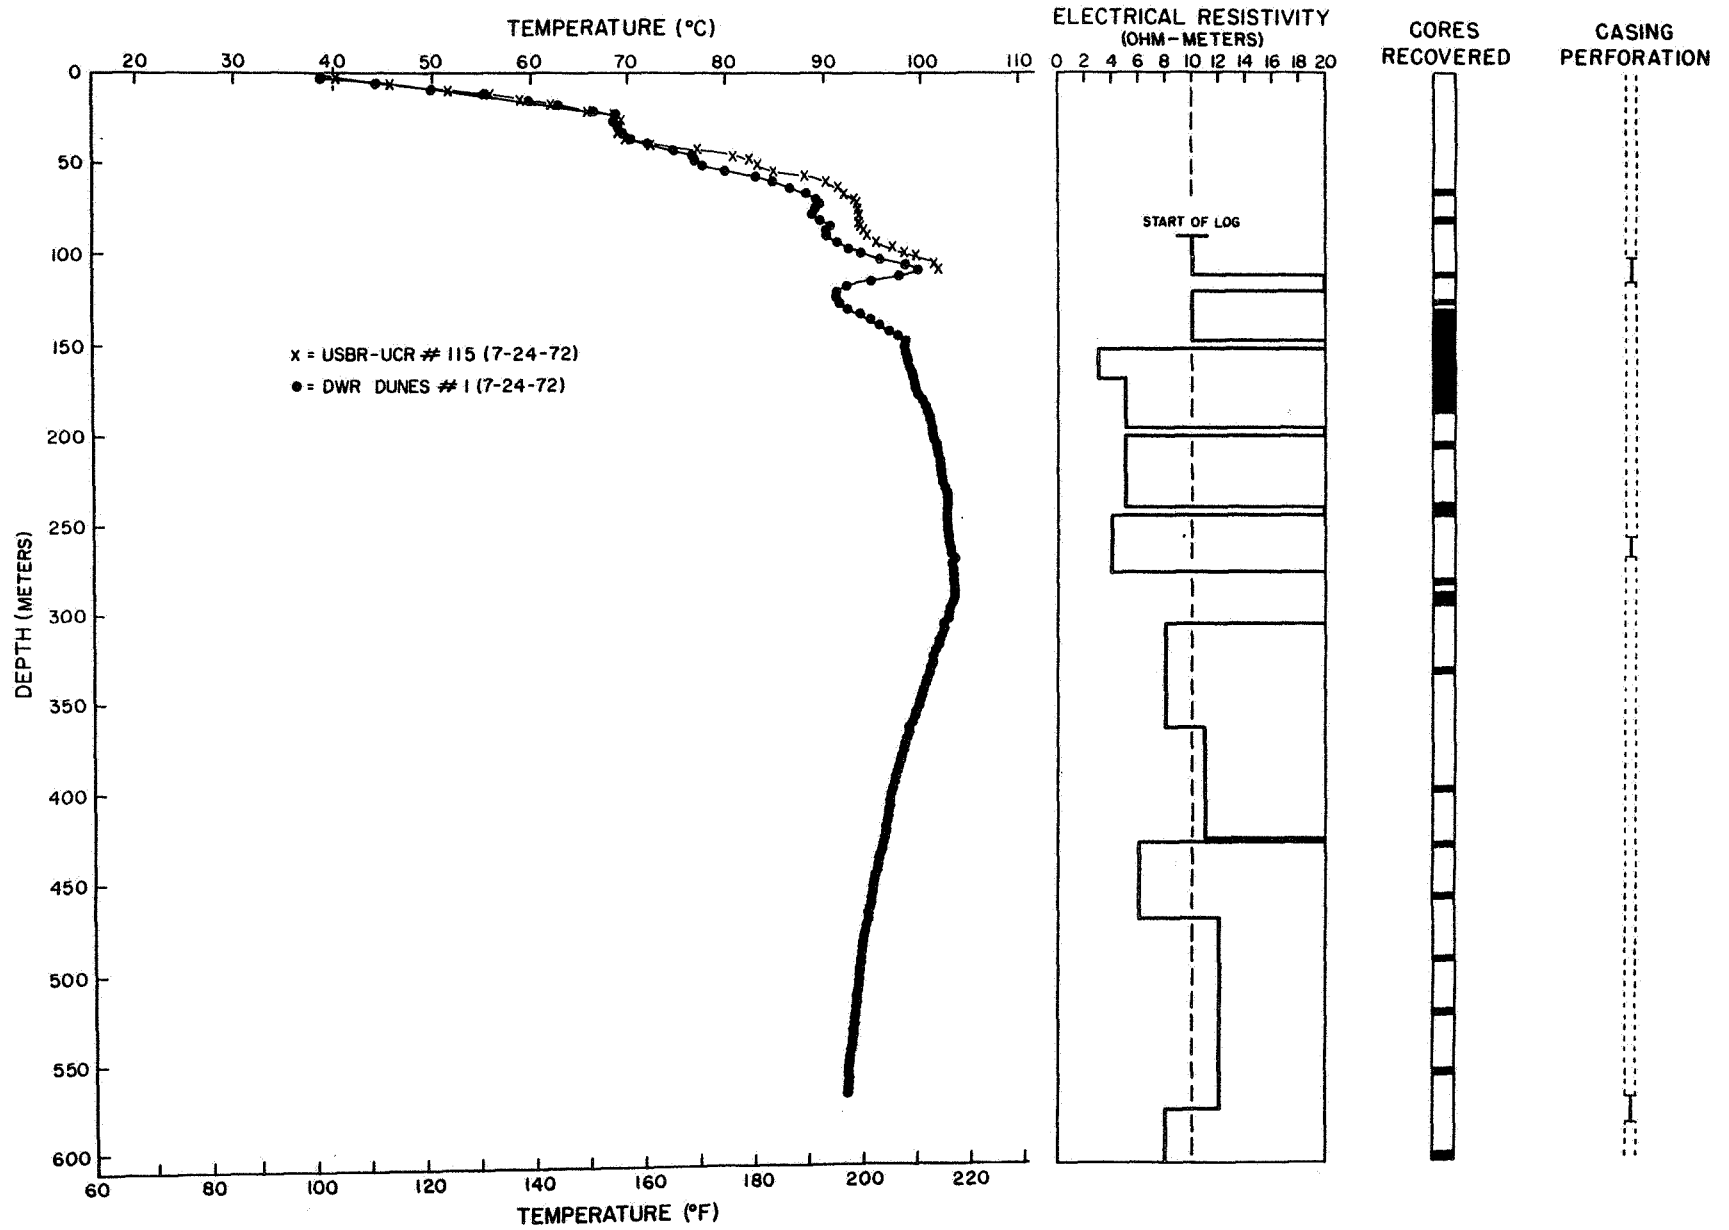 TEMPERATURE (°C)
20 30 40 50 60 70 80 90 100 110
ELECTRICAL RESISTIVITY
(OHM-METERS)
0 2 4 6 8 10 12 14 16 18 20
CORES
RECOVERED
CASING
PERFORATION
DEPTH (METERS)
0
50
100
150
200
250
300
350
400
450
500
550
600
START OF LOG
x = USBR-UCR # 115 (7-24-72)
● = DWR DUNES # 1 (7-24-72)
60 80 100 120 140 160 180 200 220
TEMPERATURE (°F)